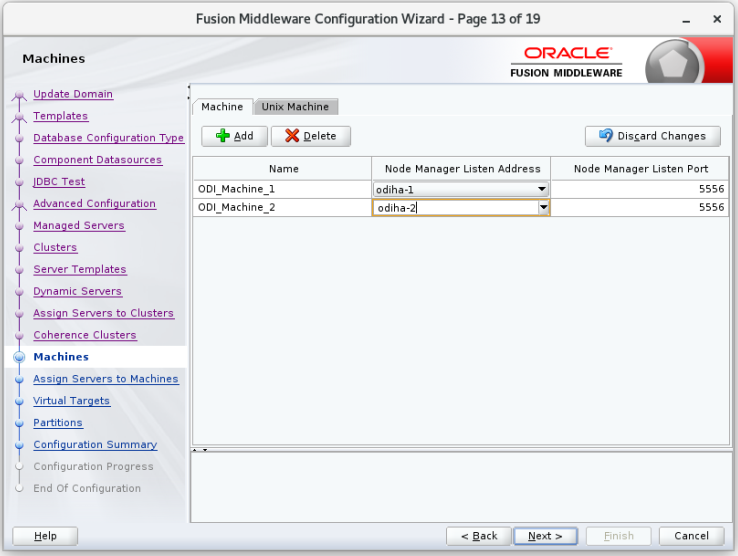 Fusion Middleware Configuration Wizard - Page 13 of 19
Machines
ORACLE
FUSION MIDDLEWARE
Update Domain
Templates
Database Configuration Type
Component Datasources
JDBC Test
Advanced Configuration
Managed Servers
Clusters
Server Templates
Dynamic Servers
Assign Servers to Clusters
Coherence Clusters
Machines
Assign Servers to Machines
Virtual Targets
Partitions
Configuration Summary
Configuration Progress
End Of Configuration
Machine Unix Machine
Add Delete Discard Changes
Name Node Manager Listen Address Node Manager Listen Port
ODI_Machine_1 odiha-1 5556
ODI_Machine_2 odiha-2 5556
Help < Back Next > Finish Cancel